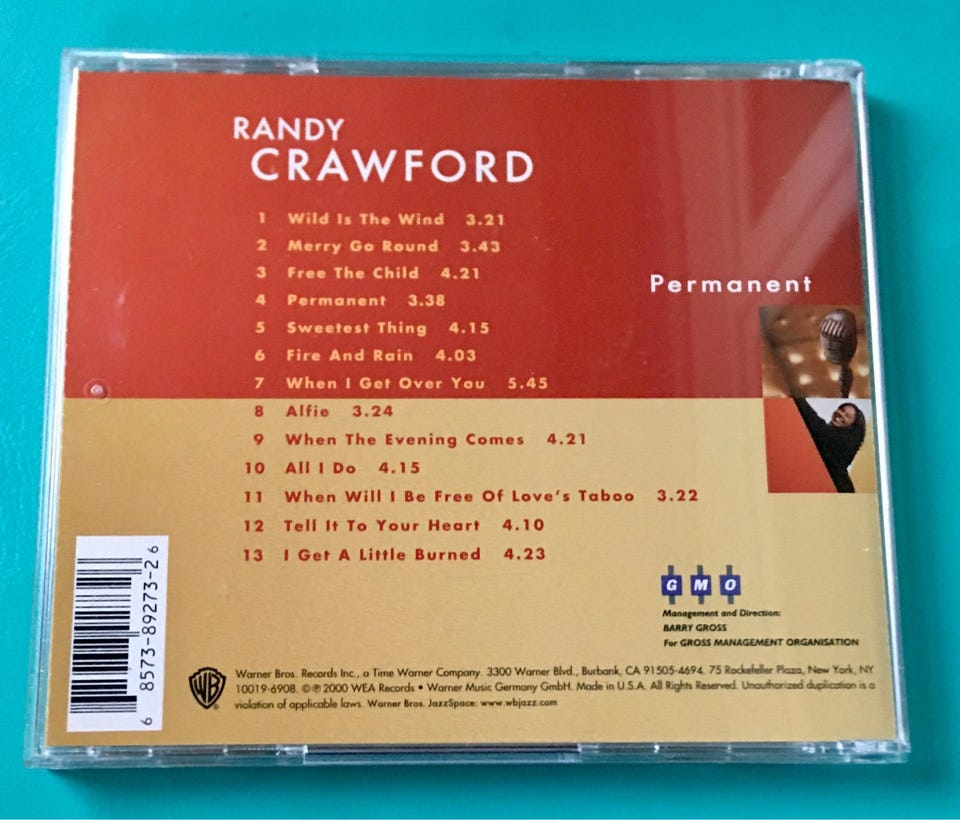 RANDY
CRAWFORD
1 Wild Is The Wind 3.21
2 Merry Go Round 3.43
3 Free The Child 4.21
4 Permanent 3.38
5 Sweetest Thing 4.15
6 Fire And Rain 4.03
7 When I Get Over You 5.45
8 Alfie 3.24
9 When The Evening Comes 4.21
10 All I Do 4.15
11 When Will I Be Free Of Love's Taboo 3.22
12 Tell It To Your Heart 4.10
13 I Get A Little Burned 4.23
Permanent
GMO
Management and Direction:
BARRY GROSS
For GROSS MANAGEMENT ORGANISATION
6 8573-89273-2 6
WB
Warner Bros. Records Inc., a Time Warner Company. 3300 Warner Blvd., Burbank, CA 91505-4694. 75 Rockefeller Plaza, New York, NY
10019-6908. ©℗ 2000 WEA Records • Warner Music Germany GmbH. Made in U.S.A. All Rights Reserved. Unauthorized duplication is a
violation of applicable laws. Warner Bros. JazzSpace: www.wbjazz.com